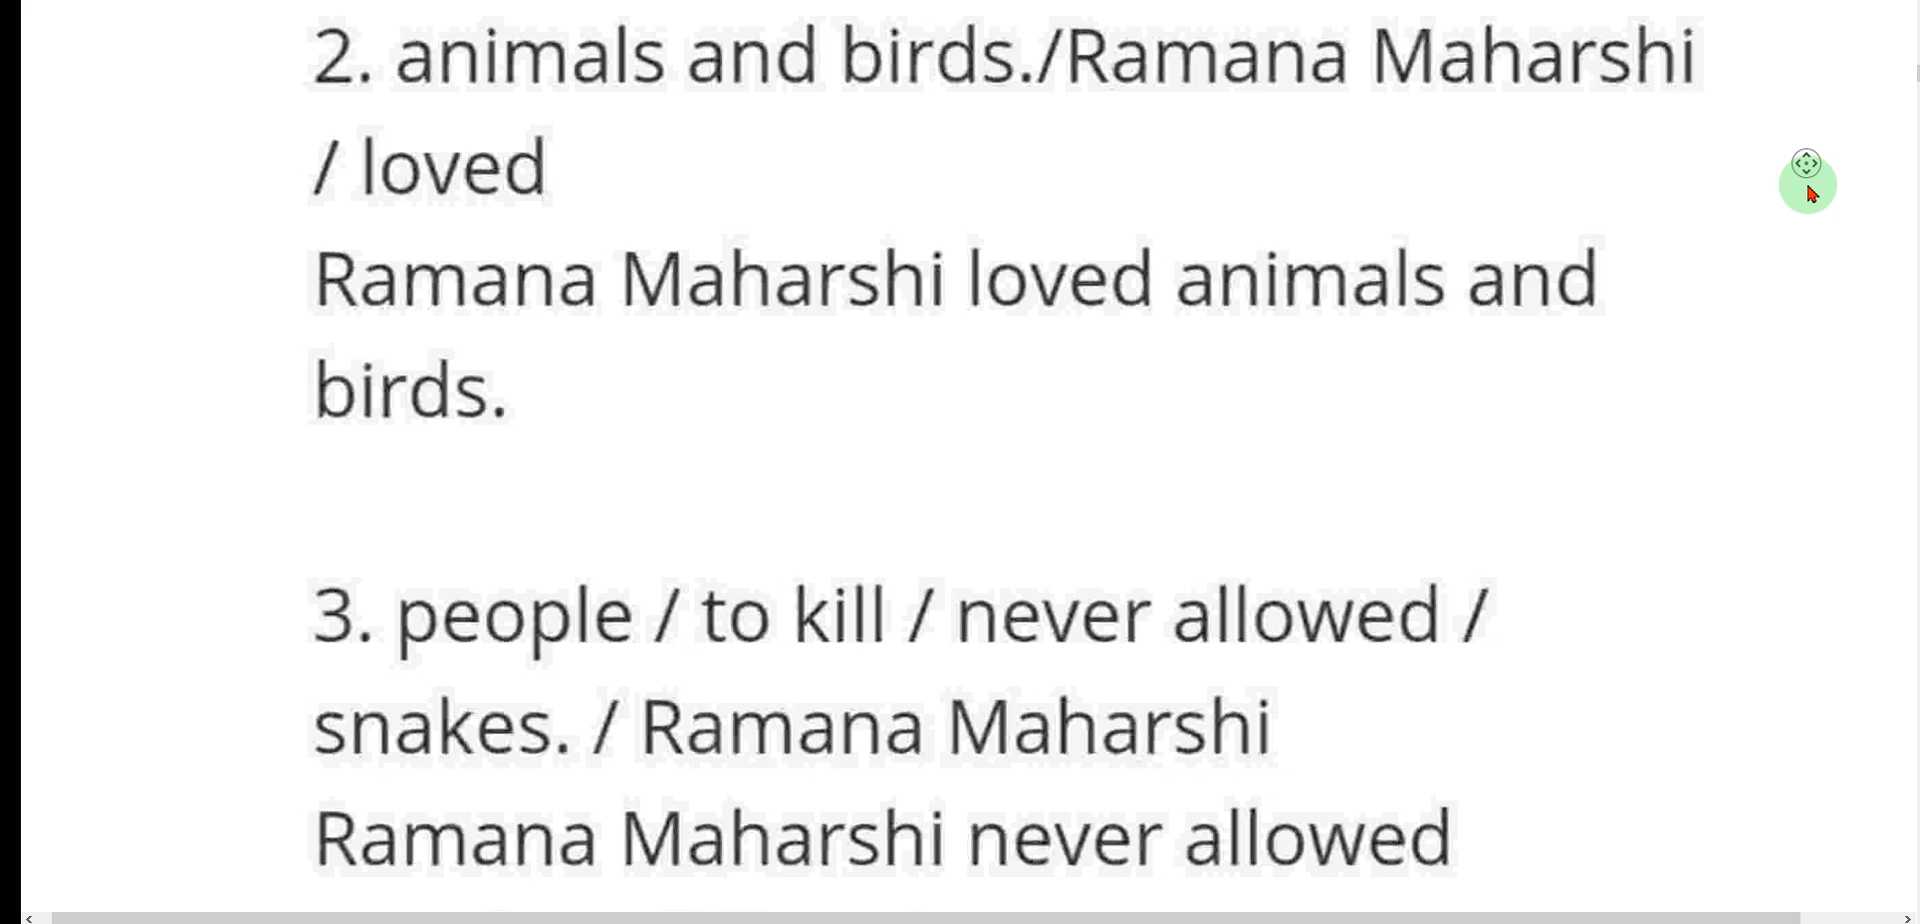 2. animals and birds./Ramana Maharshi
/ loved
Ramana Maharshi loved animals and
birds.
3. people / to kill / never allowed /
snakes. / Ramana Maharshi
Ramana Maharshi never allowed